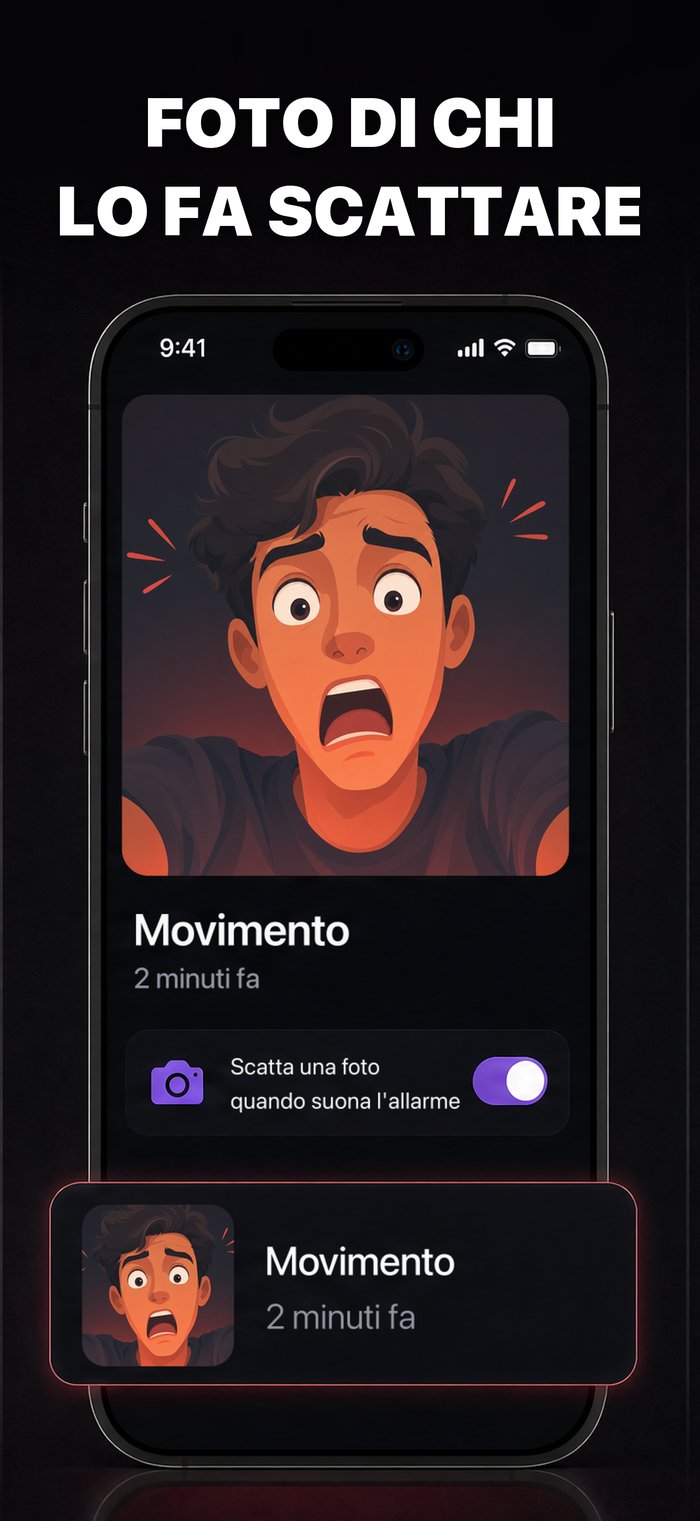 FOTO DI CHI
LO FA SCATTARE
9:41
Movimento
2 minuti fa
Scatta una foto
quando suona l'allarme
Movimento
2 minuti fa